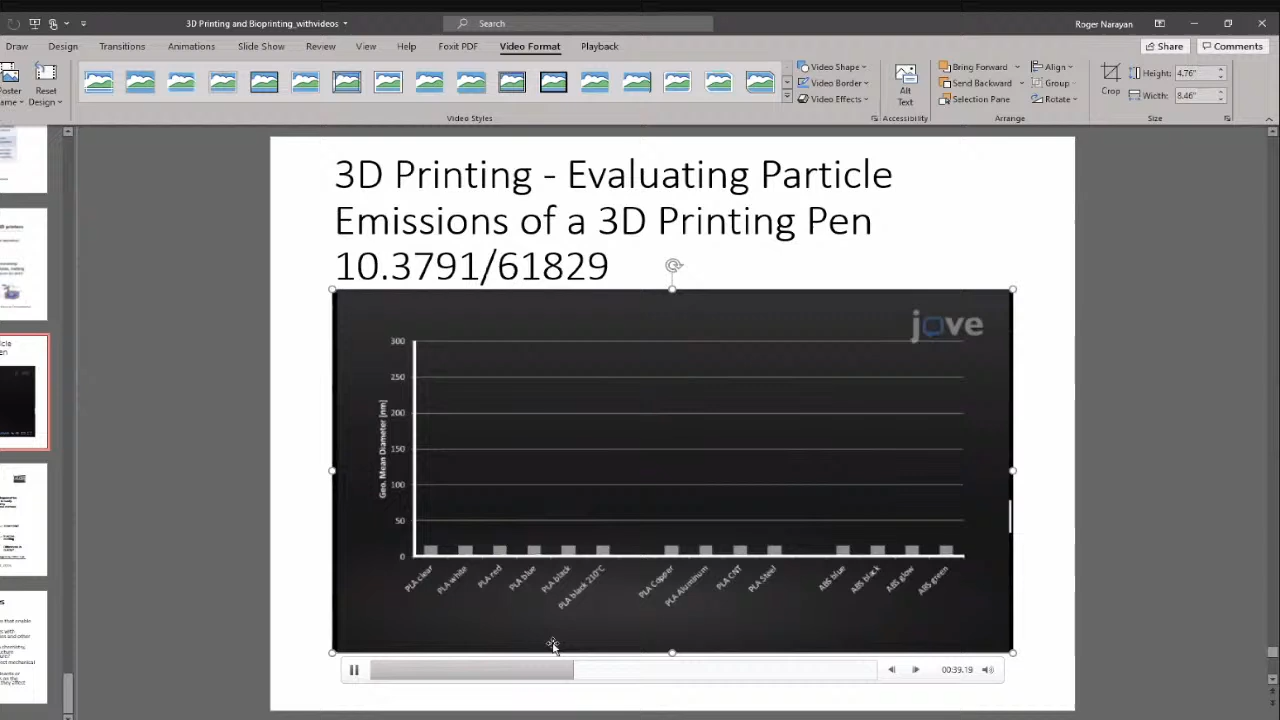 3D Printing and Bioprinting_withvideos
Search
Roger Narayan
Draw Design Transitions Animations Slide Show Review View Help Foxit PDF Video Format Playback
Share Comments
Reset
Design
Video Styles
Video Shape
Video Border
Video Effects
Alt
Text
Accessibility
Bring Forward
Send Backward
Selection Pane
Align
Group
Rotate
Arrange
Crop
Height: 4.76"
Width: 8.46"
Size
3D Printing - Evaluating Particle
Emissions of a 3D Printing Pen
10.3791/61829
jove
Geo. Mean Diameter [nm]
300
250
200
150
100
50
0
PLA clear
PLA white
PLA red
PLA blue
PLA black
PLA black 210°C
PLA Copper
PLA Aluminum
PLA CNT
PLA Steel
ABS blue
ABS black
ABS glow
ABS green
00:39.19